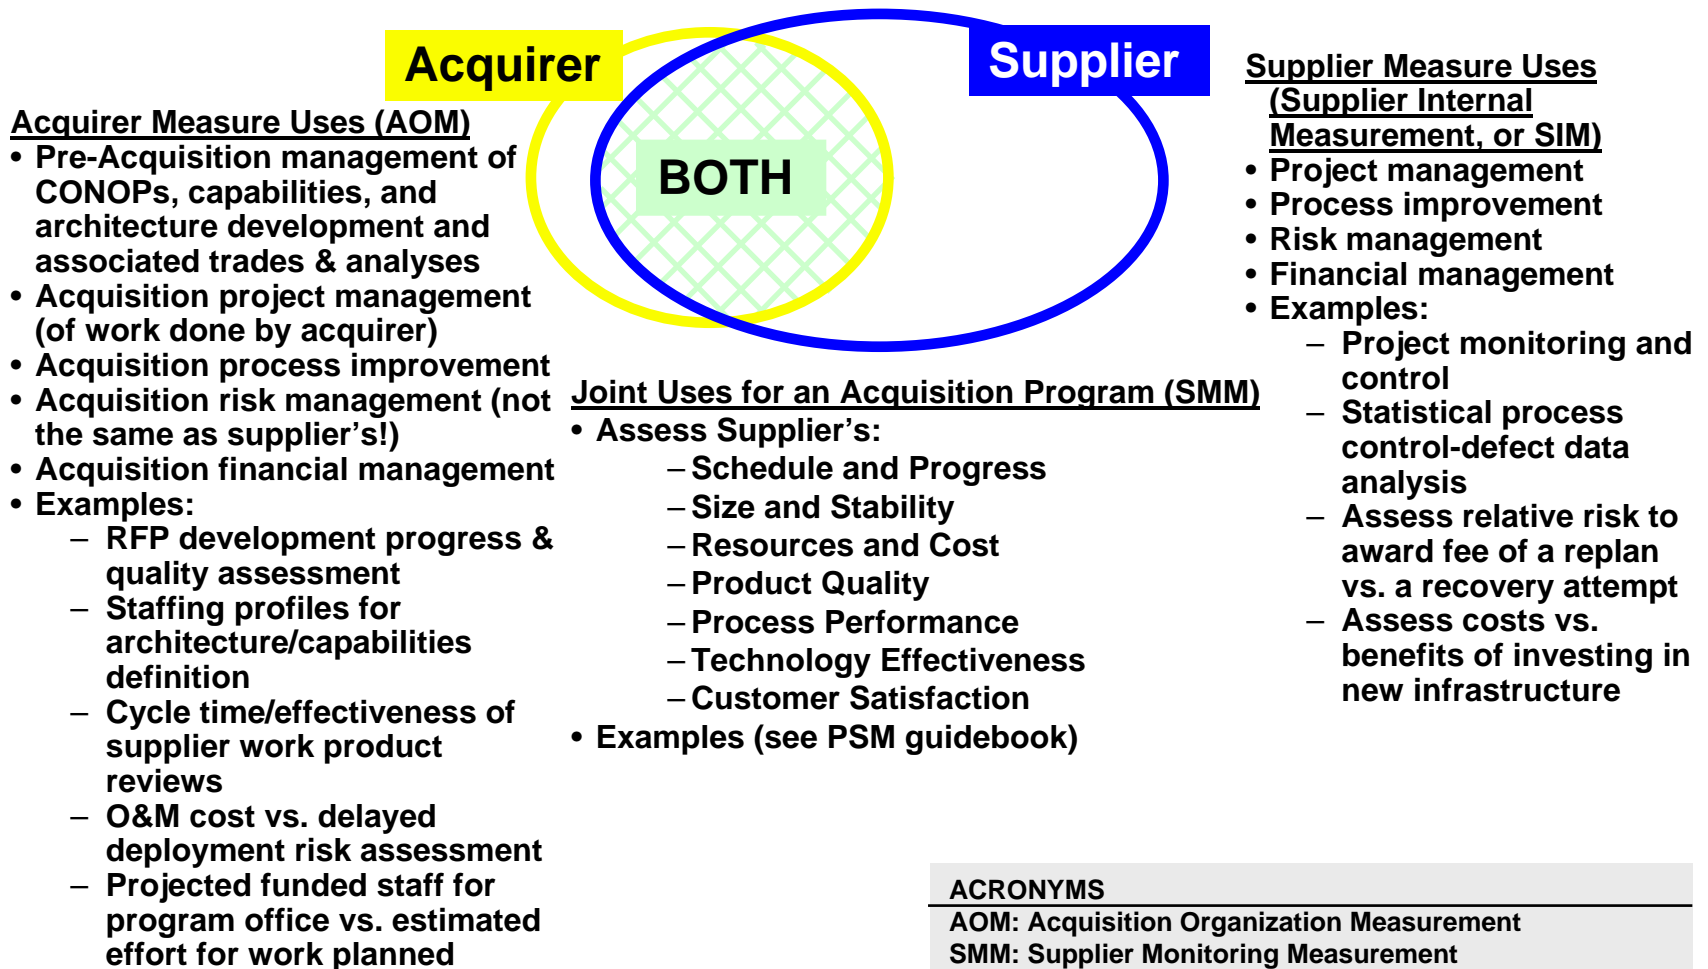 Acquirer
Supplier
BOTH
Acquirer Measure Uses (AOM)
• Pre-Acquisition management of
CONOPs, capabilities, and
architecture development and
associated trades & analyses
• Acquisition project management
(of work done by acquirer)
• Acquisition process improvement
• Acquisition risk management (not
the same as supplier's!)
• Acquisition financial management
• Examples:
– RFP development progress &
quality assessment
– Staffing profiles for
architecture/capabilities
definition
– Cycle time/effectiveness of
supplier work product
reviews
– O&M cost vs. delayed
deployment risk assessment
– Projected funded staff for
program office vs. estimated
effort for work planned
Joint Uses for an Acquisition Program (SMM)
• Assess Supplier's:
– Schedule and Progress
– Size and Stability
– Resources and Cost
– Product Quality
– Process Performance
– Technology Effectiveness
– Customer Satisfaction
• Examples (see PSM guidebook)
Supplier Measure Uses
(Supplier Internal
Measurement, or SIM)
• Project management
• Process improvement
• Risk management
• Financial management
• Examples:
– Project monitoring and
control
– Statistical process
control-defect data
analysis
– Assess relative risk to
award fee of a replan
vs. a recovery attempt
– Assess costs vs.
benefits of investing in
new infrastructure
ACRONYMS
AOM: Acquisition Organization Measurement
SMM: Supplier Monitoring Measurement